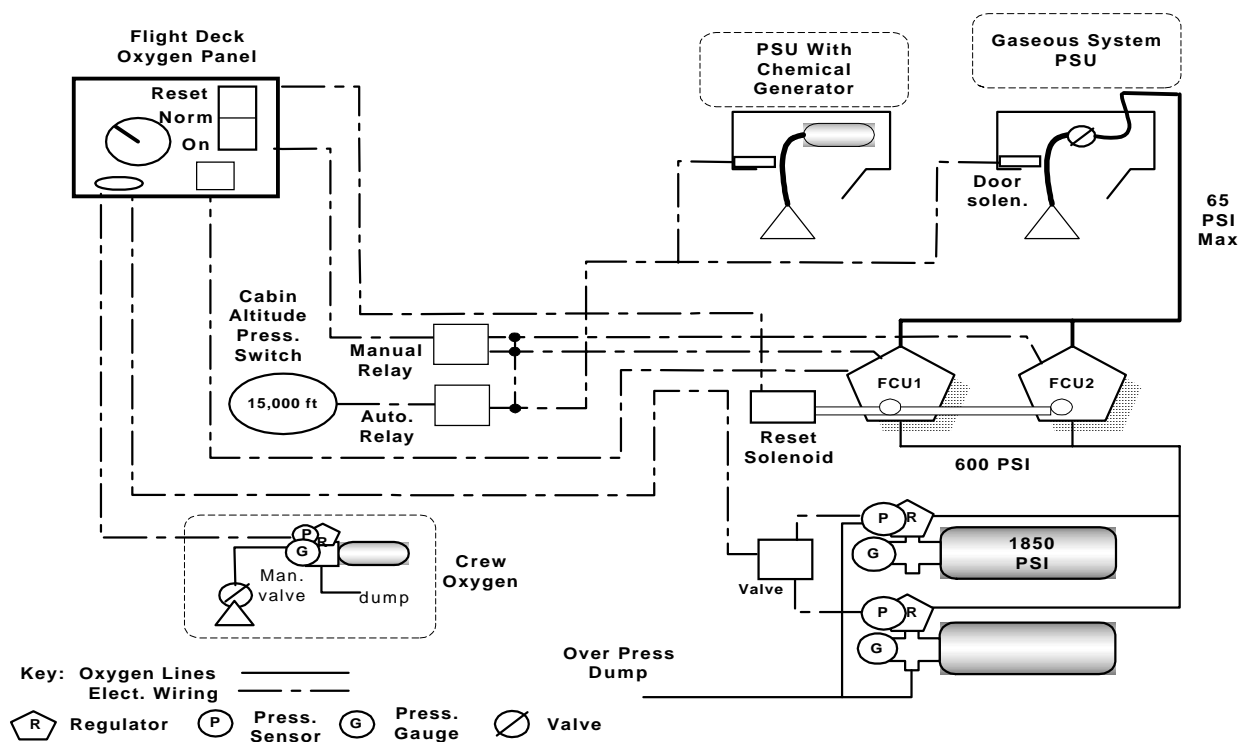 Flight Deck
Oxygen Panel
Reset
Norm
On
PSU With
Chemical
Generator
Gaseous System
PSU
Door
solen.
65
PSI
Max
Cabin
Altitude
Press.
Switch
15,000 ft
Manual
Relay
Auto.
Relay
FCU1
FCU2
Reset
Solenoid
600 PSI
P
R
G
Man.
valve
dump
Crew
Oxygen
Valve
P
R
G
1850
PSI
P
R
G
Over Press
Dump
Key: Oxygen Lines
Elect. Wiring
R Regulator
P Press.
Sensor
G Press.
Gauge
Valve